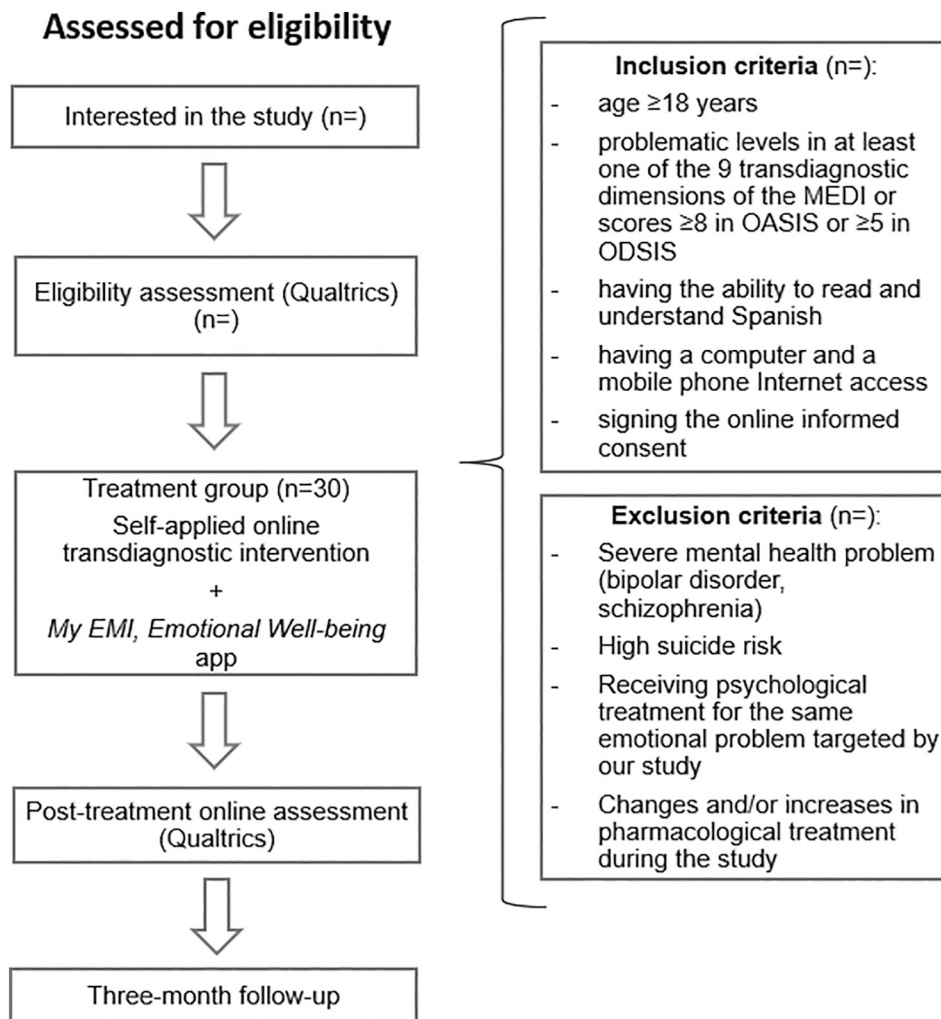 Assessed for eligibility
Interested in the study (n=)
Eligibility assessment (Qualtrics)
(n=)
Treatment group (n=30)
Self-applied online
transdiagnostic intervention
+
My EMI, Emotional Well-being
app
Post-treatment online assessment
(Qualtrics)
Three-month follow-up
Inclusion criteria (n=):
- age ≥18 years
- problematic levels in at least
one of the 9 transdiagnostic
dimensions of the MEDI or
scores ≥8 in OASIS or ≥5 in
ODSIS
- having the ability to read and
understand Spanish
- having a computer and a
mobile phone Internet access
- signing the online informed
consent
Exclusion criteria (n=):
- Severe mental health problem
(bipolar disorder,
schizophrenia)
- High suicide risk
- Receiving psychological
treatment for the same
emotional problem targeted by
our study
- Changes and/or increases in
pharmacological treatment
during the study